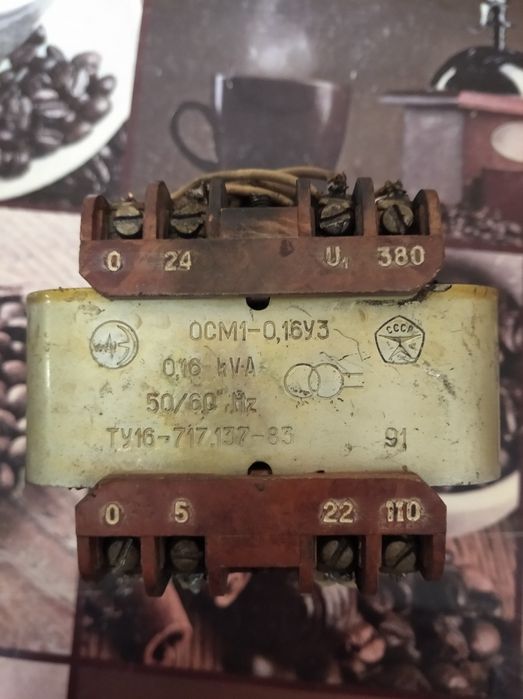 0 24 U₁ 380
ОСМ1-0,16У3
СССР
0,16 kV·A
50/60 Hz
ТУ16-717.137-83 91
0 5 22 110